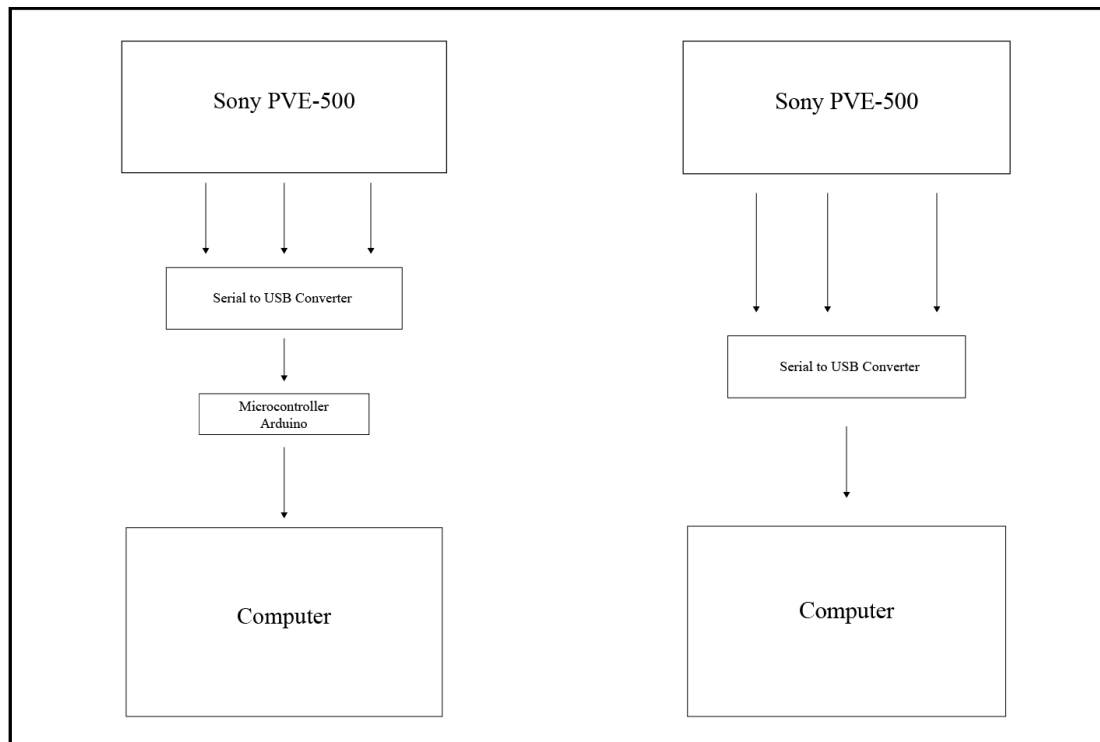 Sony PVE-500
Serial to USB Converter
Microcontroller
Arduino
Computer
Sony PVE-500
Serial to USB Converter
Computer